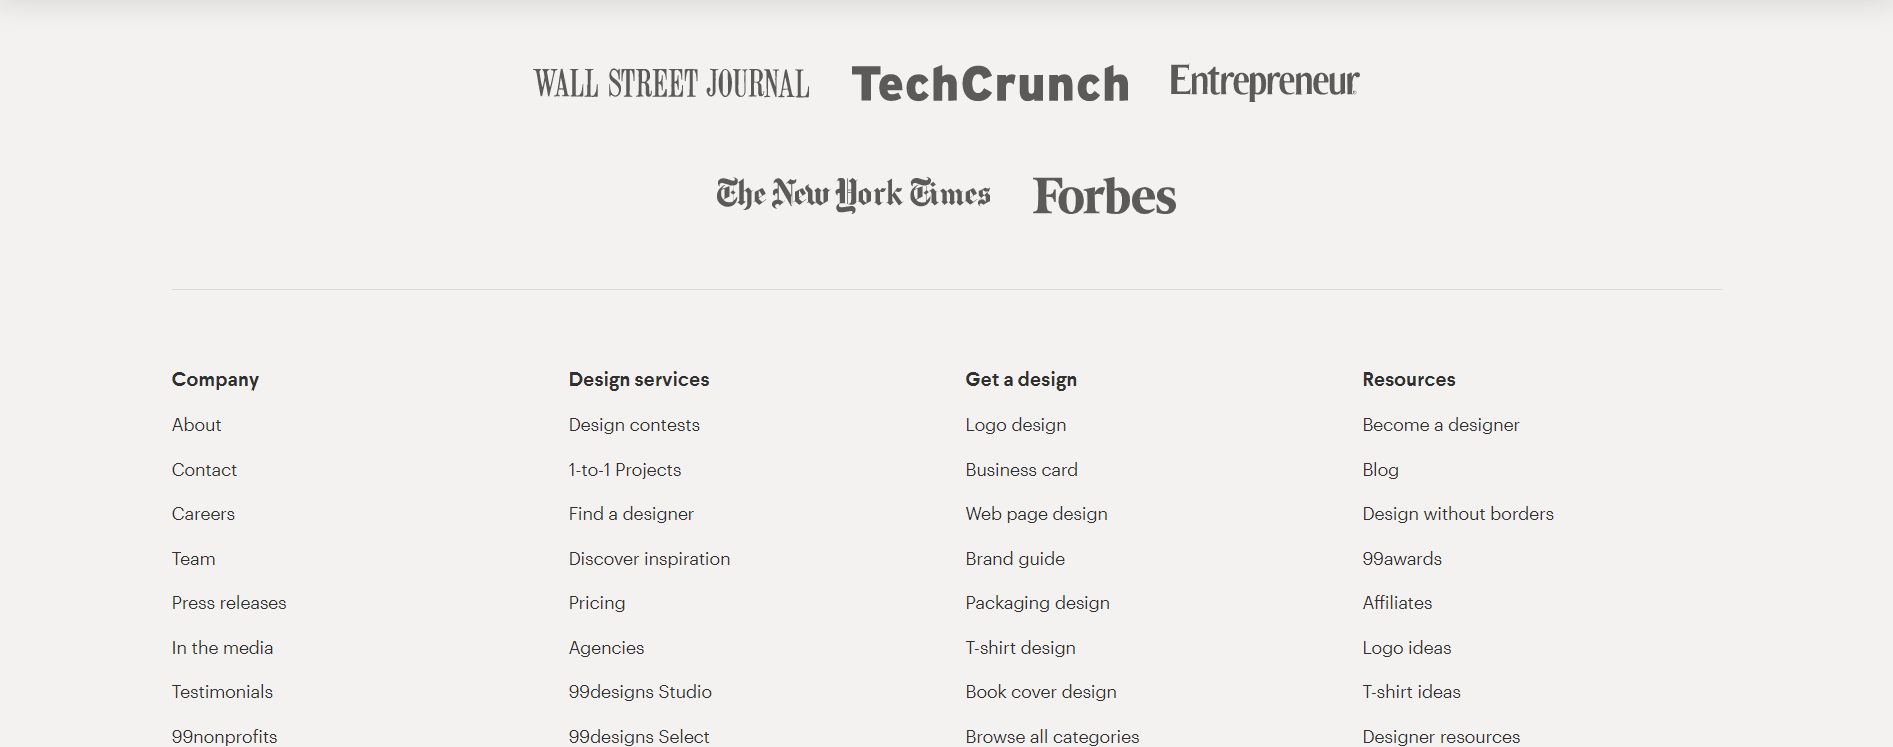 WALL STREET JOURNAL TechCrunch Entrepreneur
The New York Times Forbes
Company
About
Contact
Careers
Team
Press releases
In the media
Testimonials
99nonprofits
Design services
Design contests
1-to-1 Projects
Find a designer
Discover inspiration
Pricing
Agencies
99designs Studio
99designs Select
Get a design
Logo design
Business card
Web page design
Brand guide
Packaging design
T-shirt design
Book cover design
Browse all categories
Resources
Become a designer
Blog
Design without borders
99awards
Affiliates
Logo ideas
T-shirt ideas
Designer resources